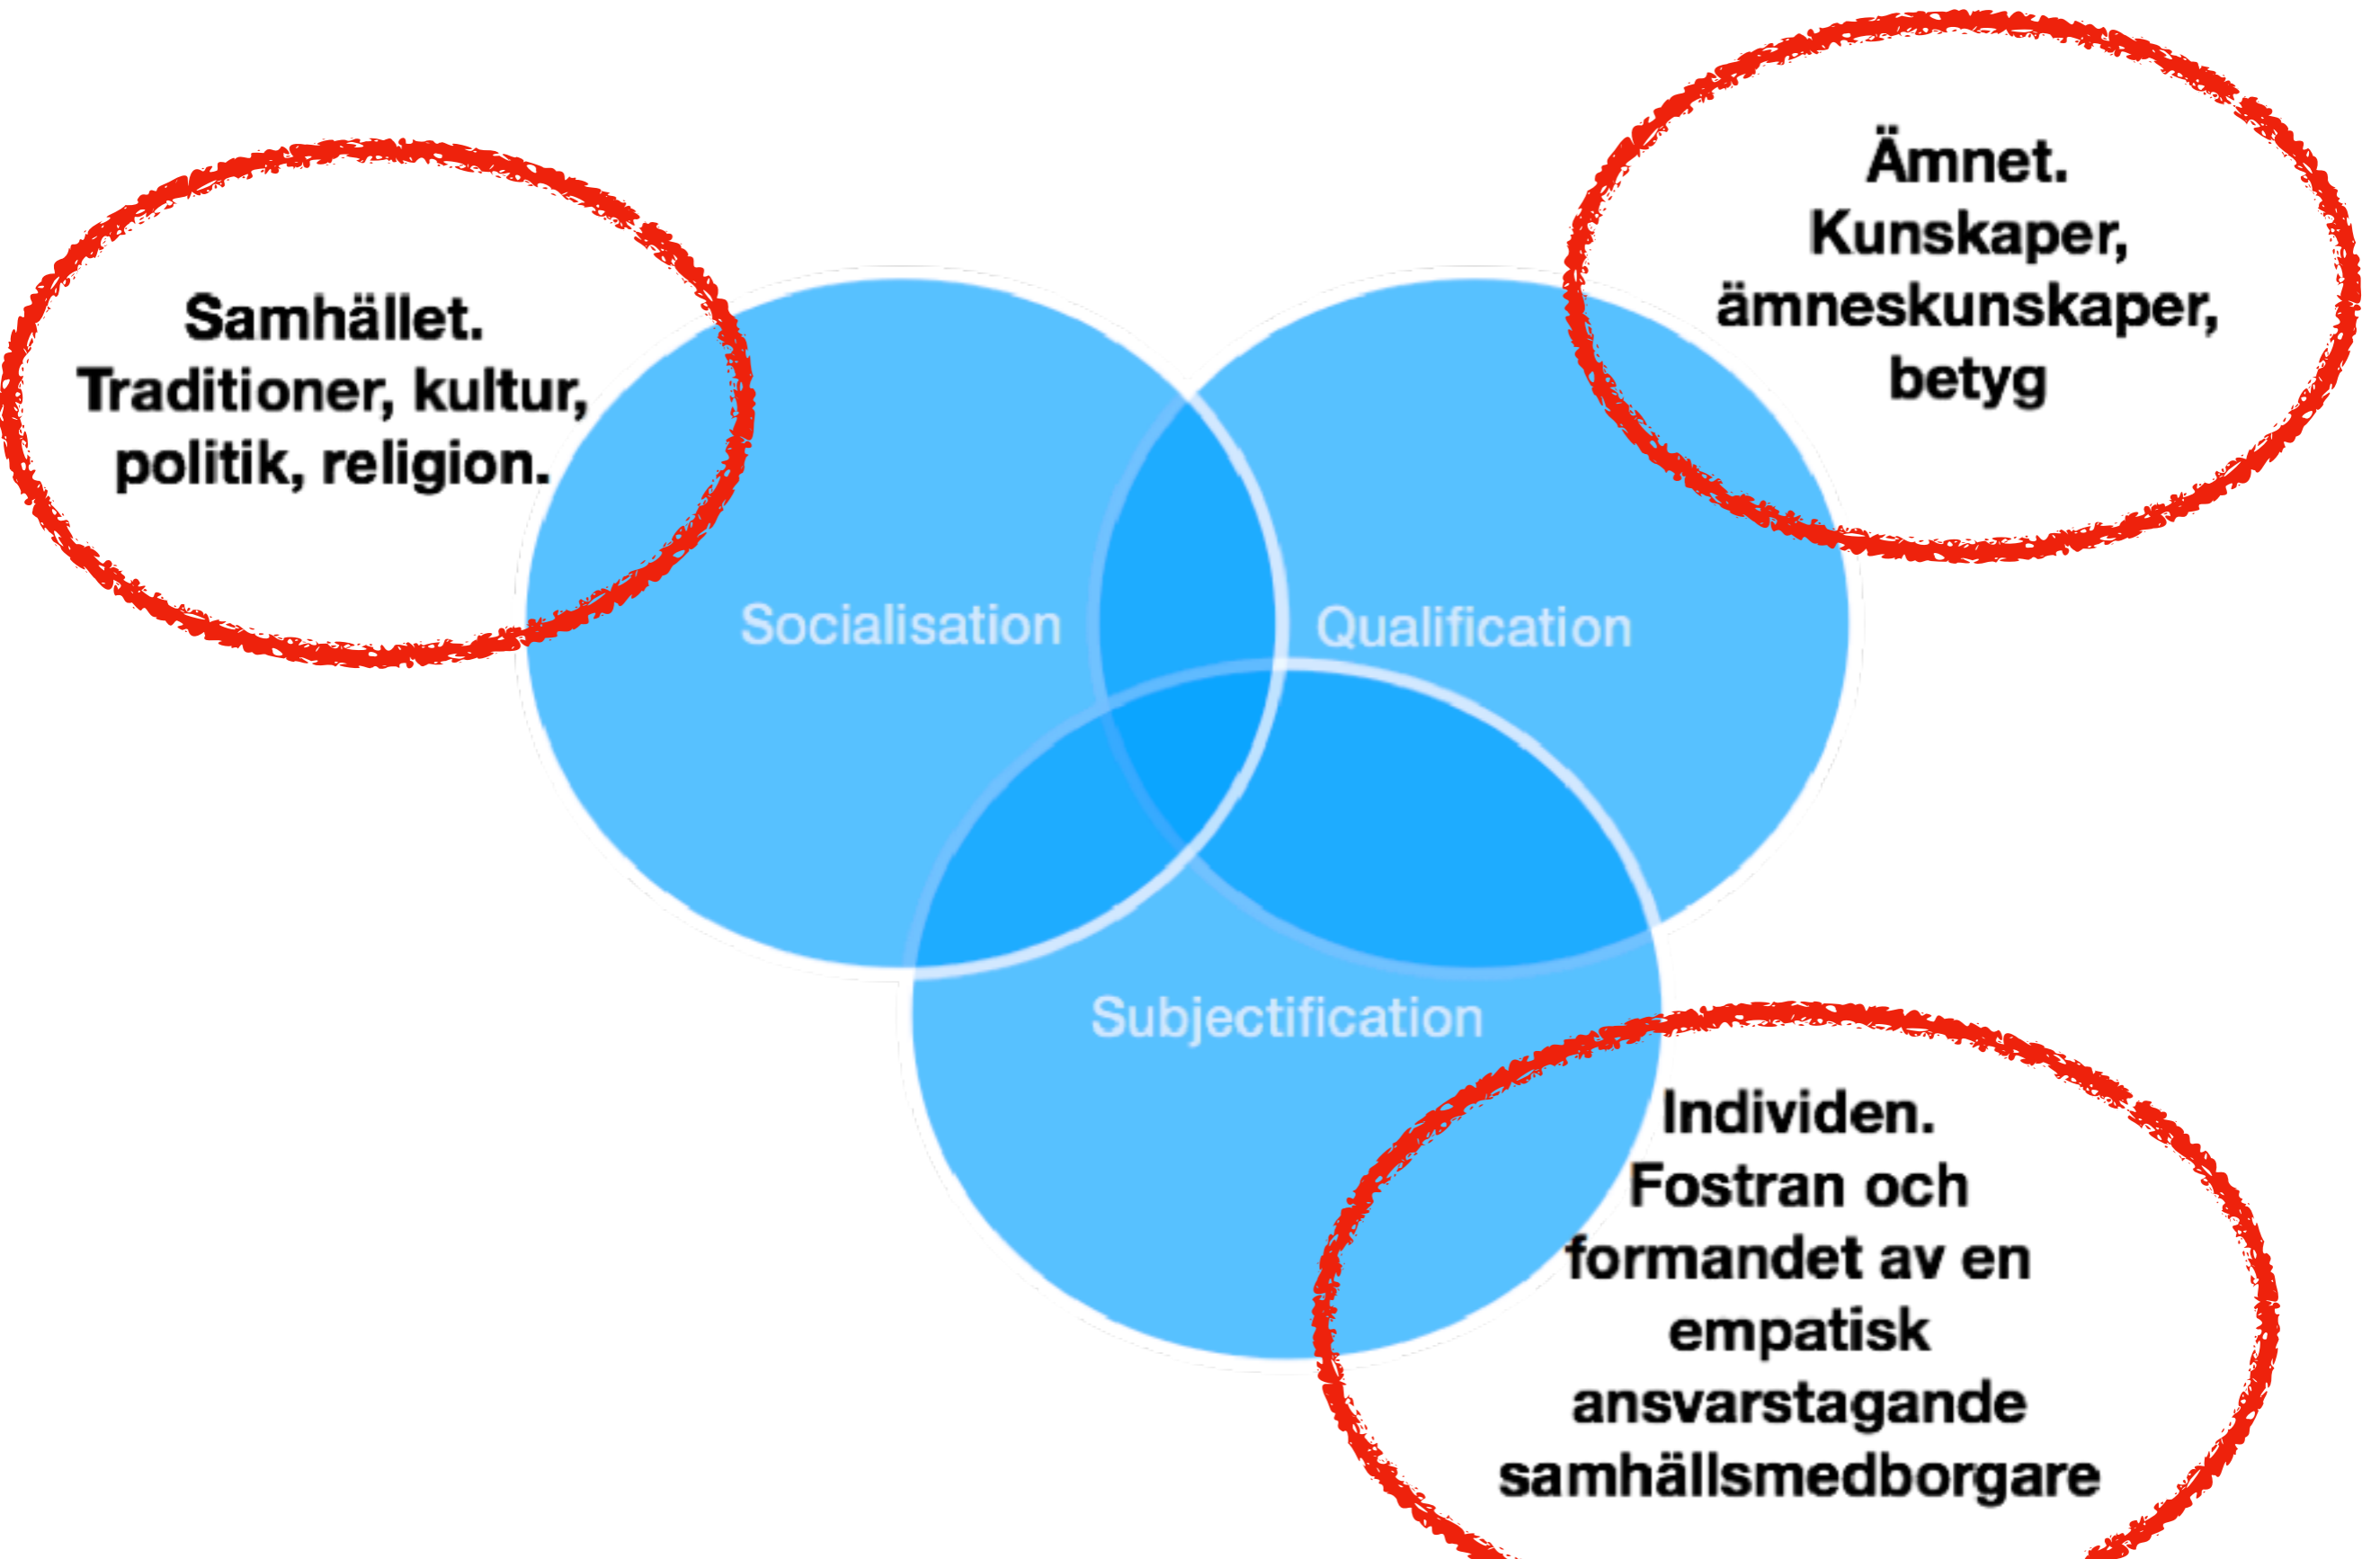 Samhället.
Traditioner, kultur,
politik, religion.
Ämnet.
Kunskaper,
ämneskunskaper,
betyg
Socialisation
Qualification
Subjectification
Individen.
Fostran och
formandet av en
empatisk
ansvarstagande
samhällsmedborgare